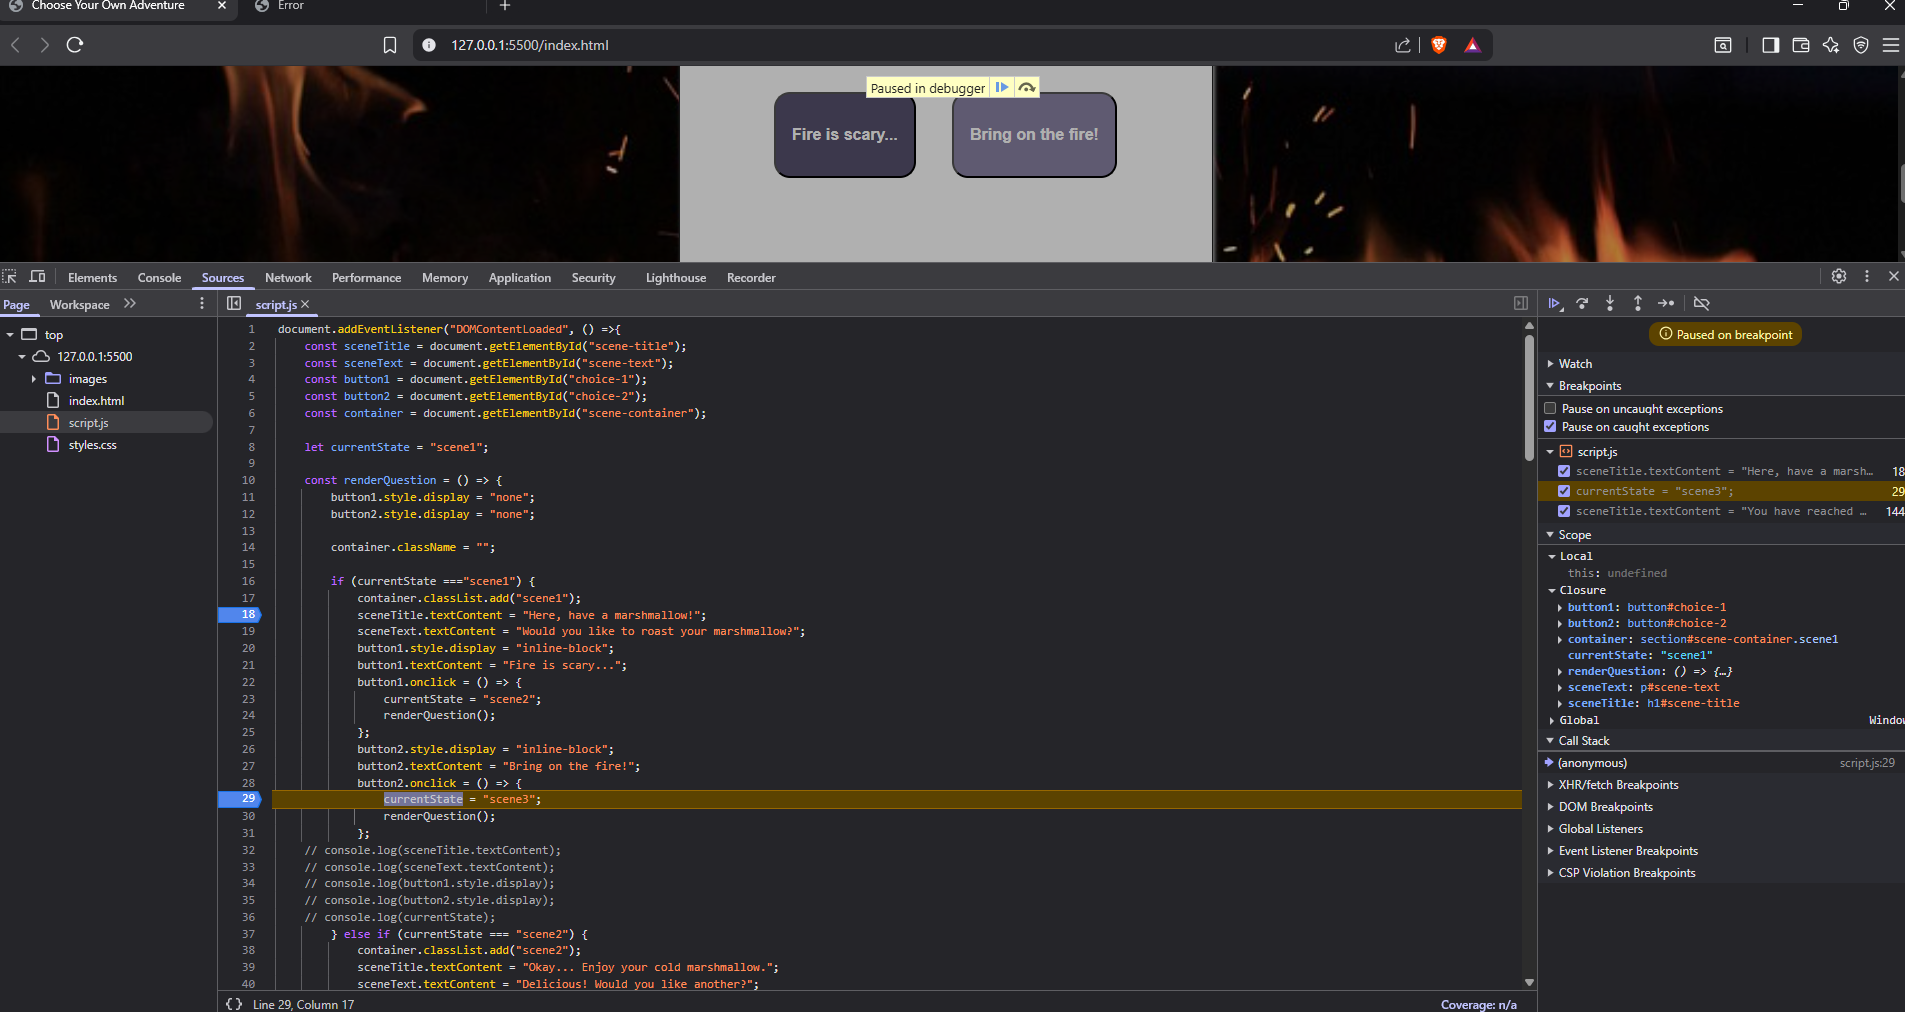 Choose Your Own Adventure
Error
127.0.0.1:5500/index.html
Paused in debugger
Fire is scary...
Bring on the fire!
Elements Console Sources Network Performance Memory Application Security Lighthouse Recorder
Page Workspace
script.js
top
127.0.0.1:5500
images
index.html
script.js
styles.css
1 document.addEventListener("DOMContentLoaded", () =>{
2 const sceneTitle = document.getElementById("scene-title");
3 const sceneText = document.getElementById("scene-text");
4 const button1 = document.getElementById("choice-1");
5 const button2 = document.getElementById("choice-2");
6 const container = document.getElementById("scene-container");
7
8 let currentState = "scene1";
9
10 const renderQuestion = () => {
11 button1.style.display = "none";
12 button2.style.display = "none";
13
14 container.className = "";
15
16 if (currentState ==="scene1") {
17 container.classList.add("scene1");
18 sceneTitle.textContent = "Here, have a marshmallow!";
19 sceneText.textContent = "Would you like to roast your marshmallow?";
20 button1.style.display = "inline-block";
21 button1.textContent = "Fire is scary...";
22 button1.onclick = () => {
23 currentState = "scene2";
24 renderQuestion();
25 };
26 button2.style.display = "inline-block";
27 button2.textContent = "Bring on the fire!";
28 button2.onclick = () => {
29 currentState = "scene3";
30 renderQuestion();
31 };
32 // console.log(sceneTitle.textContent);
33 // console.log(sceneText.textContent);
34 // console.log(button1.style.display);
35 // console.log(button2.style.display);
36 // console.log(currentState);
37 } else if (currentState === "scene2") {
38 container.classList.add("scene2");
39 sceneTitle.textContent = "Okay... Enjoy your cold marshmallow.";
40 sceneText.textContent = "Delicious! Would you like another?";
{} Line 29, Column 17
Coverage: n/a
Paused on breakpoint
Watch
Breakpoints
Pause on uncaught exceptions
Pause on caught exceptions
script.js
sceneTitle.textContent = "Here, have a marsh… 18
currentState = "scene3"; 29
sceneTitle.textContent = "You have reached … 144
Scope
Local
this: undefined
Closure
button1: button#choice-1
button2: button#choice-2
container: section#scene-container.scene1
currentState: "scene1"
renderQuestion: () => {…}
sceneText: p#scene-text
sceneTitle: h1#scene-title
Global Window
Call Stack
(anonymous) script.js:29
XHR/fetch Breakpoints
DOM Breakpoints
Global Listeners
Event Listener Breakpoints
CSP Violation Breakpoints